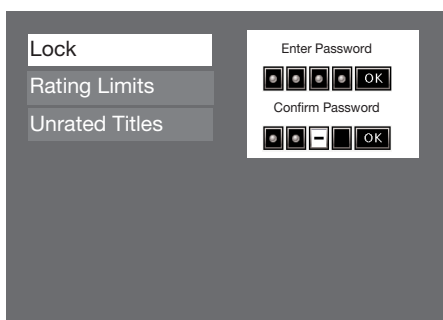 Lock
Rating Limits
Unrated Titles
Enter Password
OK
Confirm Password
– OK